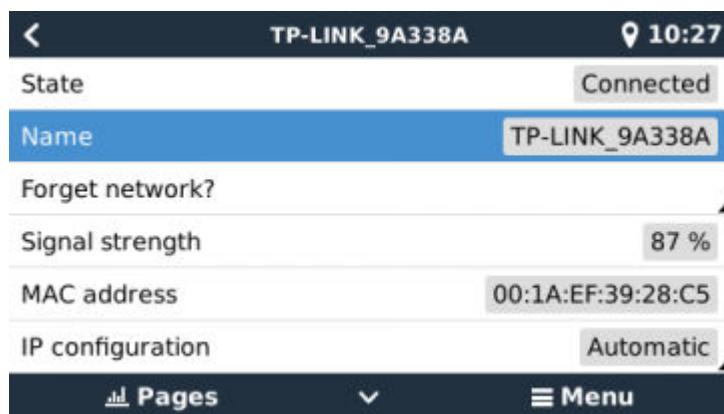 TP-LINK_9A338A 10:27
State Connected
Name TP-LINK_9A338A
Forget network?
Signal strength 87 %
MAC address 00:1A:EF:39:28:C5
IP configuration Automatic
Pages Menu